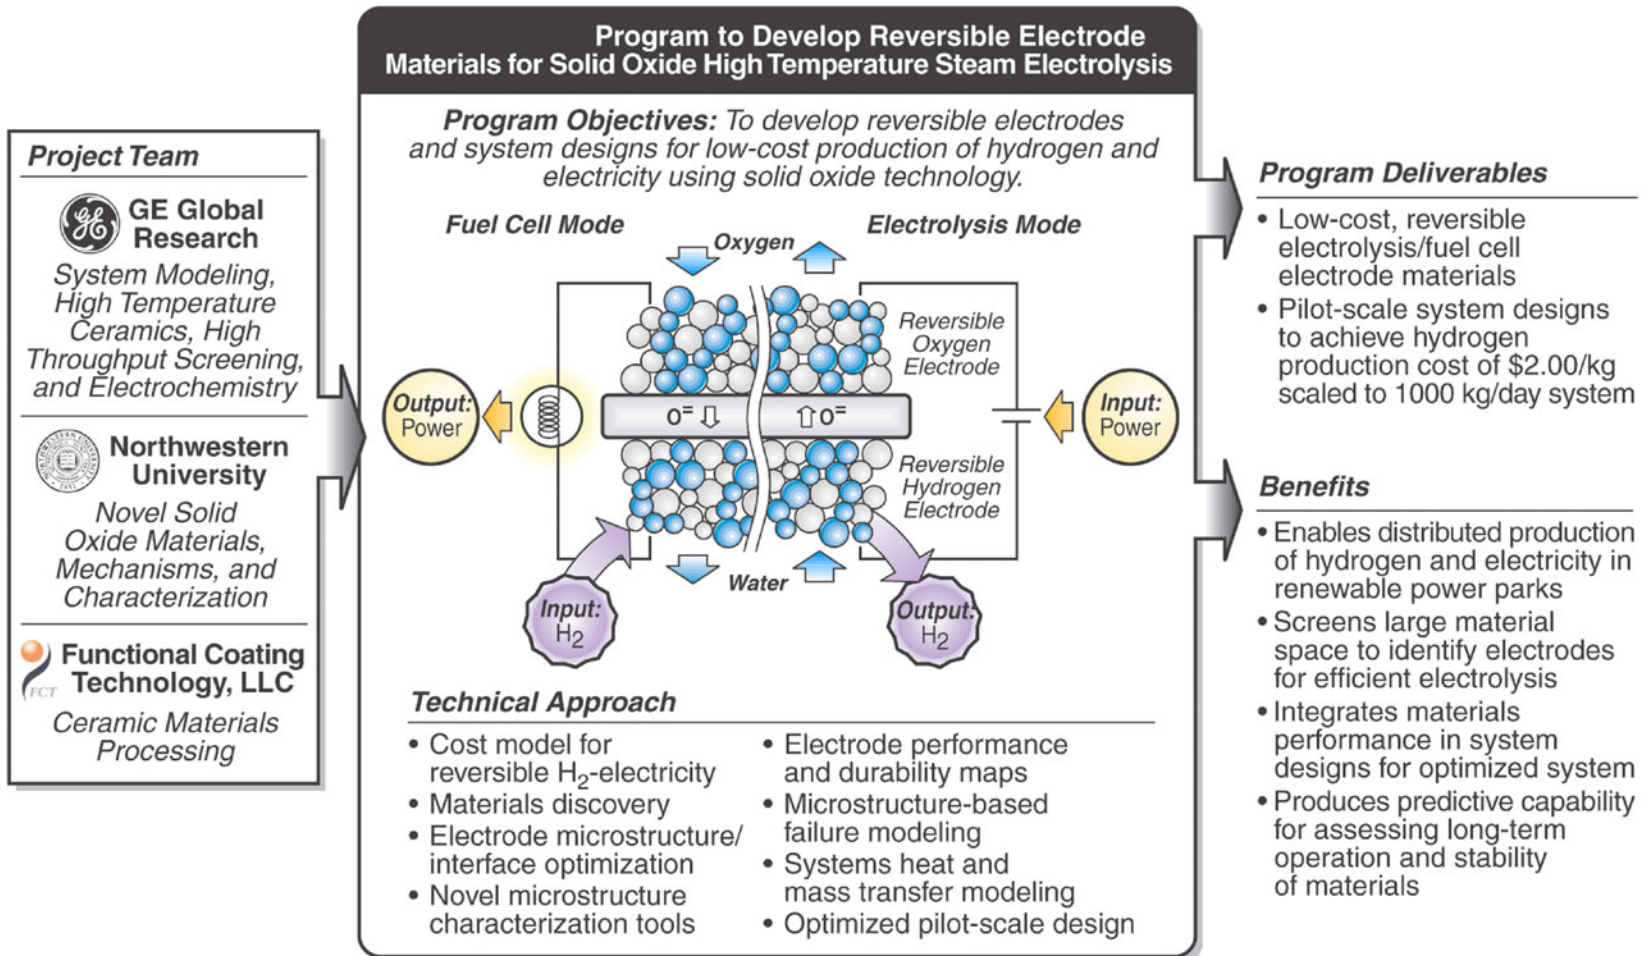 Program to Develop Reversible Electrode
Materials for Solid Oxide High Temperature Steam Electrolysis
Project Team
GE Global
Research
System Modeling,
High Temperature
Ceramics, High
Throughput Screening,
and Electrochemistry
Northwestern
University
Novel Solid
Oxide Materials,
Mechanisms, and
Characterization
FCT
Functional Coating
Technology, LLC
Ceramic Materials
Processing
Program Objectives: To develop reversible electrodes
and system designs for low-cost production of hydrogen and
electricity using solid oxide technology.
Fuel Cell Mode
Oxygen
Electrolysis Mode
Reversible
Oxygen
Electrode
Output:
Power
O= ⇩
⇧ O=
Input:
Power
Reversible
Hydrogen
Electrode
Water
Input:
H2
Output:
H2
Technical Approach
• Cost model for
reversible H2-electricity
• Materials discovery
• Electrode microstructure/
interface optimization
• Novel microstructure
characterization tools
• Electrode performance
and durability maps
• Microstructure-based
failure modeling
• Systems heat and
mass transfer modeling
• Optimized pilot-scale design
Program Deliverables
• Low-cost, reversible
electrolysis/fuel cell
electrode materials
• Pilot-scale system designs
to achieve hydrogen
production cost of $2.00/kg
scaled to 1000 kg/day system
Benefits
• Enables distributed production
of hydrogen and electricity in
renewable power parks
• Screens large material
space to identify electrodes
for efficient electrolysis
• Integrates materials
performance in system
designs for optimized system
• Produces predictive capability
for assessing long-term
operation and stability
of materials